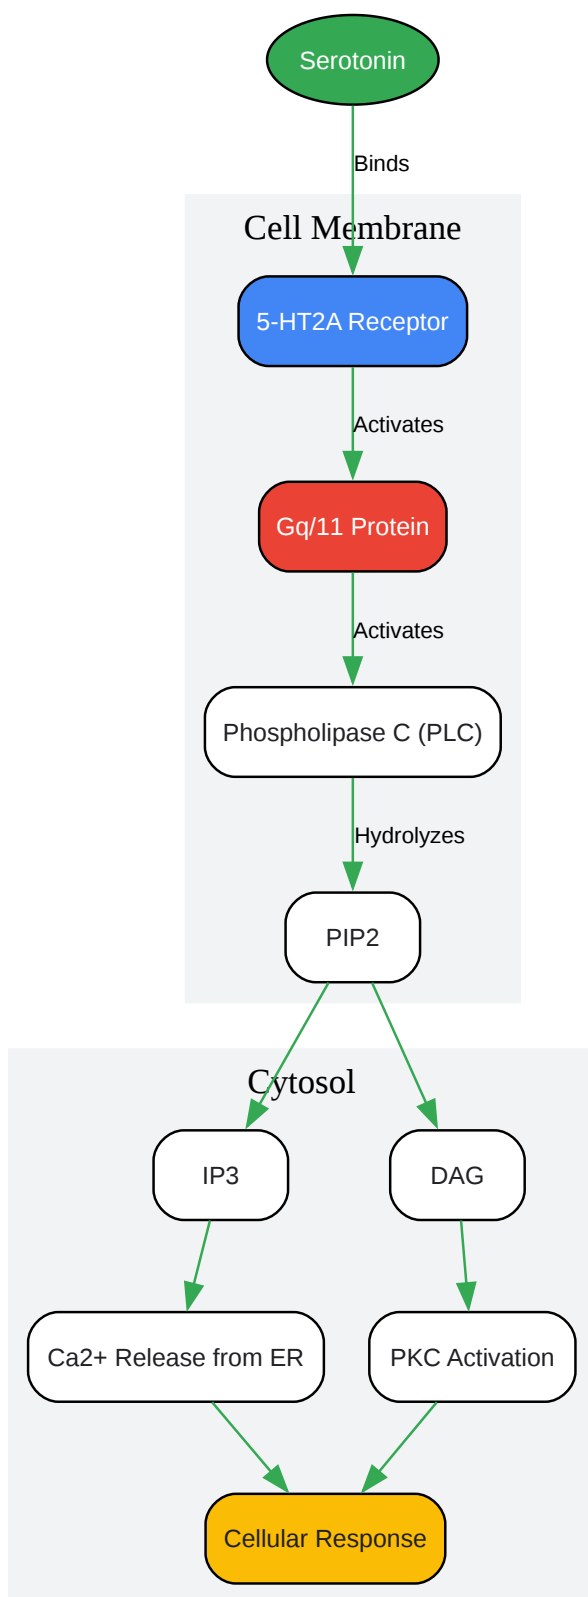 Serotonin
Binds
Cell Membrane
5-HT2A Receptor
Activates
Gq/11 Protein
Activates
Phospholipase C (PLC)
Hydrolyzes
PIP2
Cytosol
IP3
DAG
Ca2+ Release from ER
PKC Activation
Cellular Response